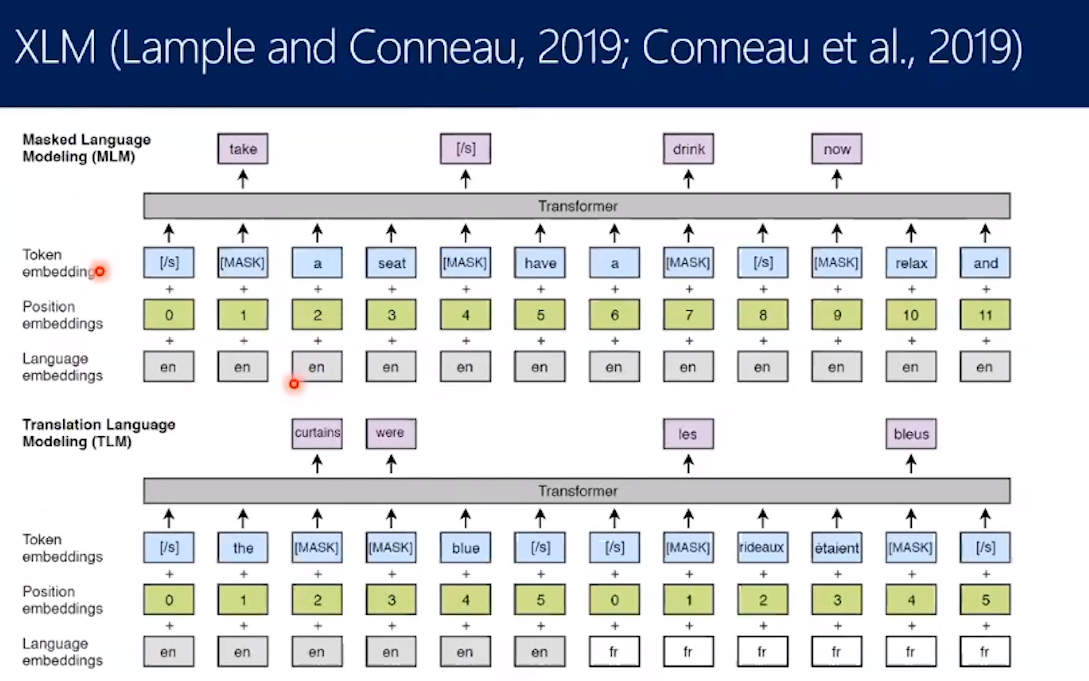 XLM (Lample and Conneau, 2019; Conneau et al., 2019)
Masked Language
Modeling (MLM)
take [/s] drink now
Transformer
Token
embeddings
[/s] [MASK] a seat [MASK] have a [MASK] [/s] [MASK] relax and
+ + + + + + + + + + + +
Position
embeddings
0 1 2 3 4 5 6 7 8 9 10 11
+ + + + + + + + + + + +
Language
embeddings
en en en en en en en en en en en en
Translation Language
Modeling (TLM)
curtains were les bleus
Transformer
Token
embeddings
[/s] the [MASK] [MASK] blue [/s] [/s] [MASK] rideaux étaient [MASK] [/s]
+ + + + + + + + + + + +
Position
embeddings
0 1 2 3 4 5 0 1 2 3 4 5
+ + + + + + + + + + + +
Language
embeddings
en en en en en en fr fr fr fr fr fr